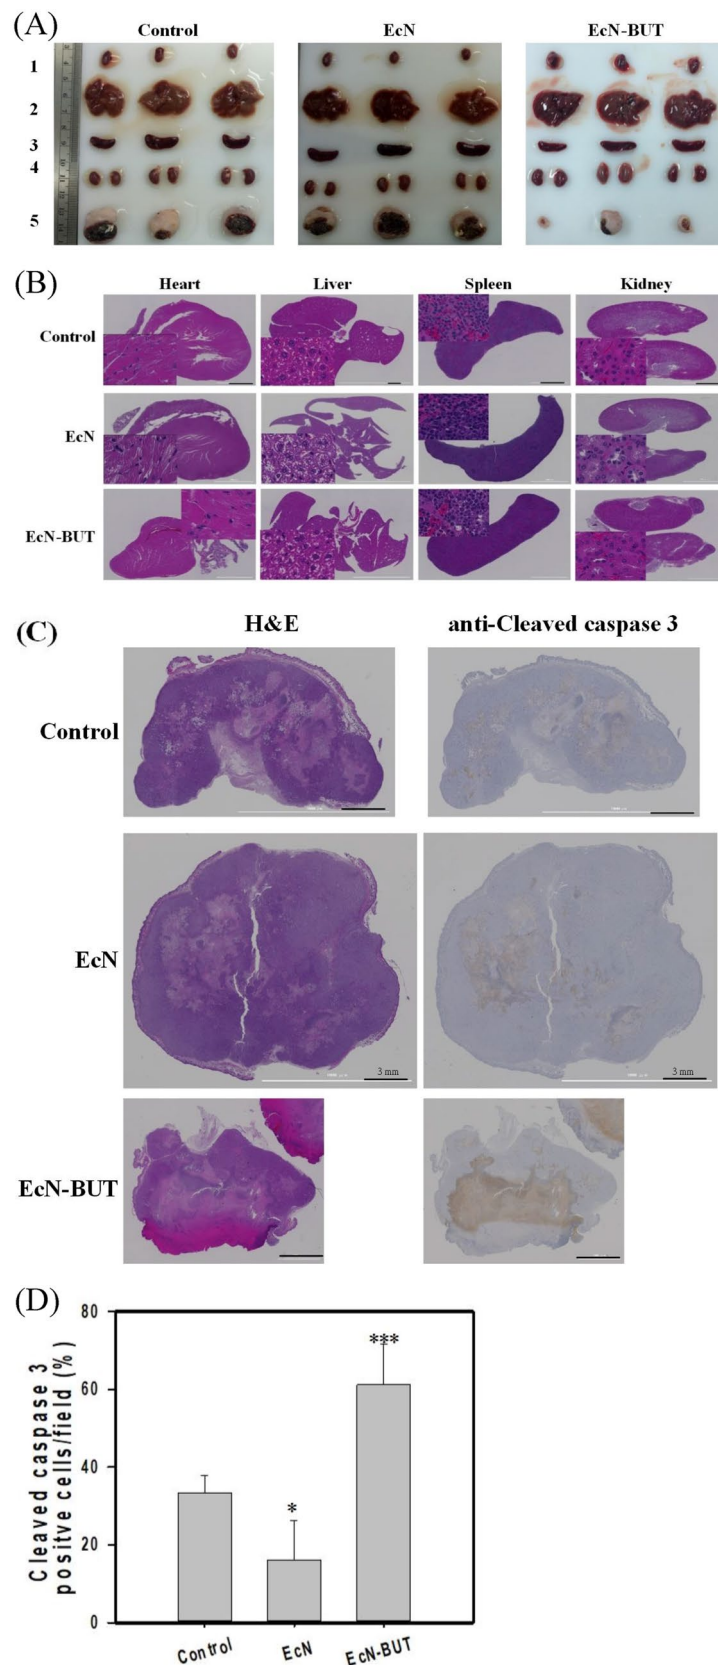 (A)
Control
EcN
EcN-BUT
1
2
3
4
5
(B)
Heart
Liver
Spleen
Kidney
Control
EcN
EcN-BUT
(C)
H&E
anti-Cleaved caspase 3
Control
EcN
3 mm
3 mm
EcN-BUT
(D)
Cleaved caspase 3
positve cells/field (%)
80
60
40
20
0
*
***
Control
EcN
EcN-BUT